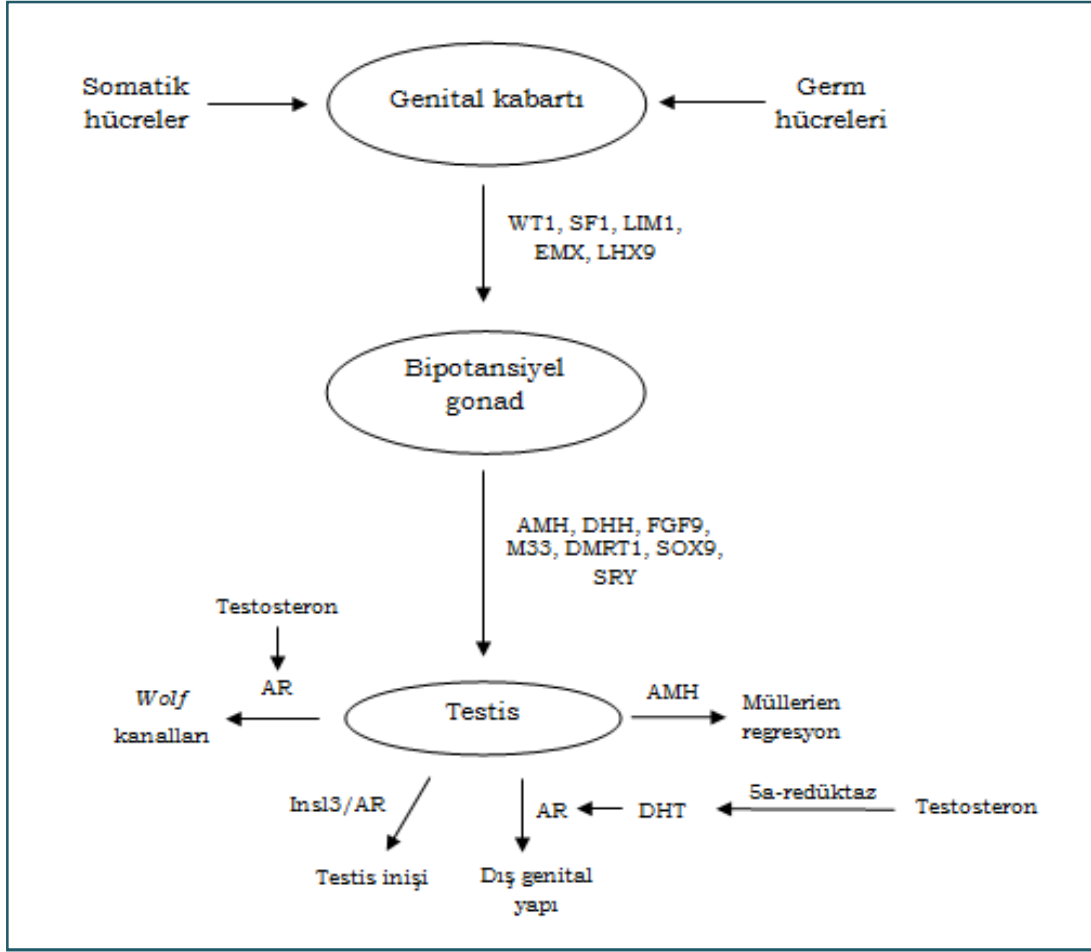 Somatik
hücreler
Genital kabartı
Germ
hücreleri
WT1, SF1, LIM1,
EMX, LHX9
Bipotansiyel
gonad
AMH, DHH, FGF9,
M33, DMRT1, SOX9,
SRY
Testosteron
AR
Wolf
kanalları
Testis
AMH
Müllerien
regresyon
Insl3/AR
Testis inişi
AR
DHT
5a-redüktaz
Testosteron
Dış genital
yapı